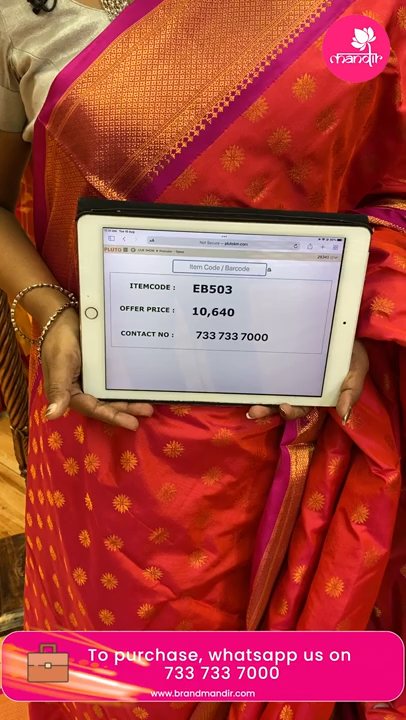 mandir
PLUTO
Item Code / Barcode
ITEMCODE : EB503
OFFER PRICE : 10,640
CONTACT NO : 733 733 7000
To purchase, whatsapp us on
733 733 7000
www.brandmandir.com